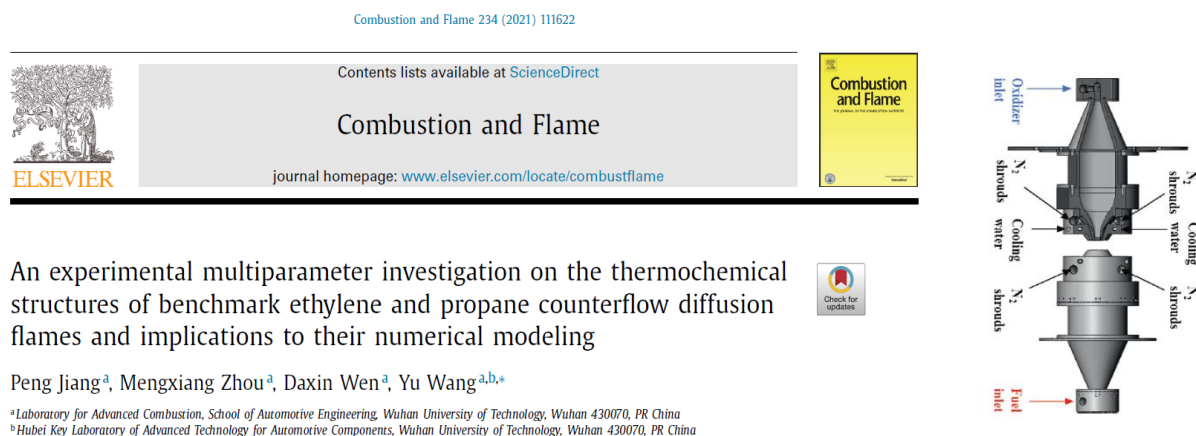 Combustion and Flame 234 (2021) 111622
Contents lists available at ScienceDirect
Combustion and Flame
journal homepage: www.elsevier.com/locate/combustflame
ELSEVIER
Combustion
and Flame
An experimental multiparameter investigation on the thermochemical
structures of benchmark ethylene and propane counterflow diffusion
flames and implications to their numerical modeling
Check for
updates
Peng Jiang a, Mengxiang Zhou a, Daxin Wen a, Yu Wang a,b,*
a Laboratory for Advanced Combustion, School of Automotive Engineering, Wuhan University of Technology, Wuhan 430070, PR China
b Hubei Key Laboratory of Advanced Technology for Automotive Components, Wuhan University of Technology, Wuhan 430070, PR China
Oxidizer
inlet
N2
shrouds
N2
shrouds
Cooling
water
Cooling
water
N2
shrouds
N2
shrouds
Fuel
inlet